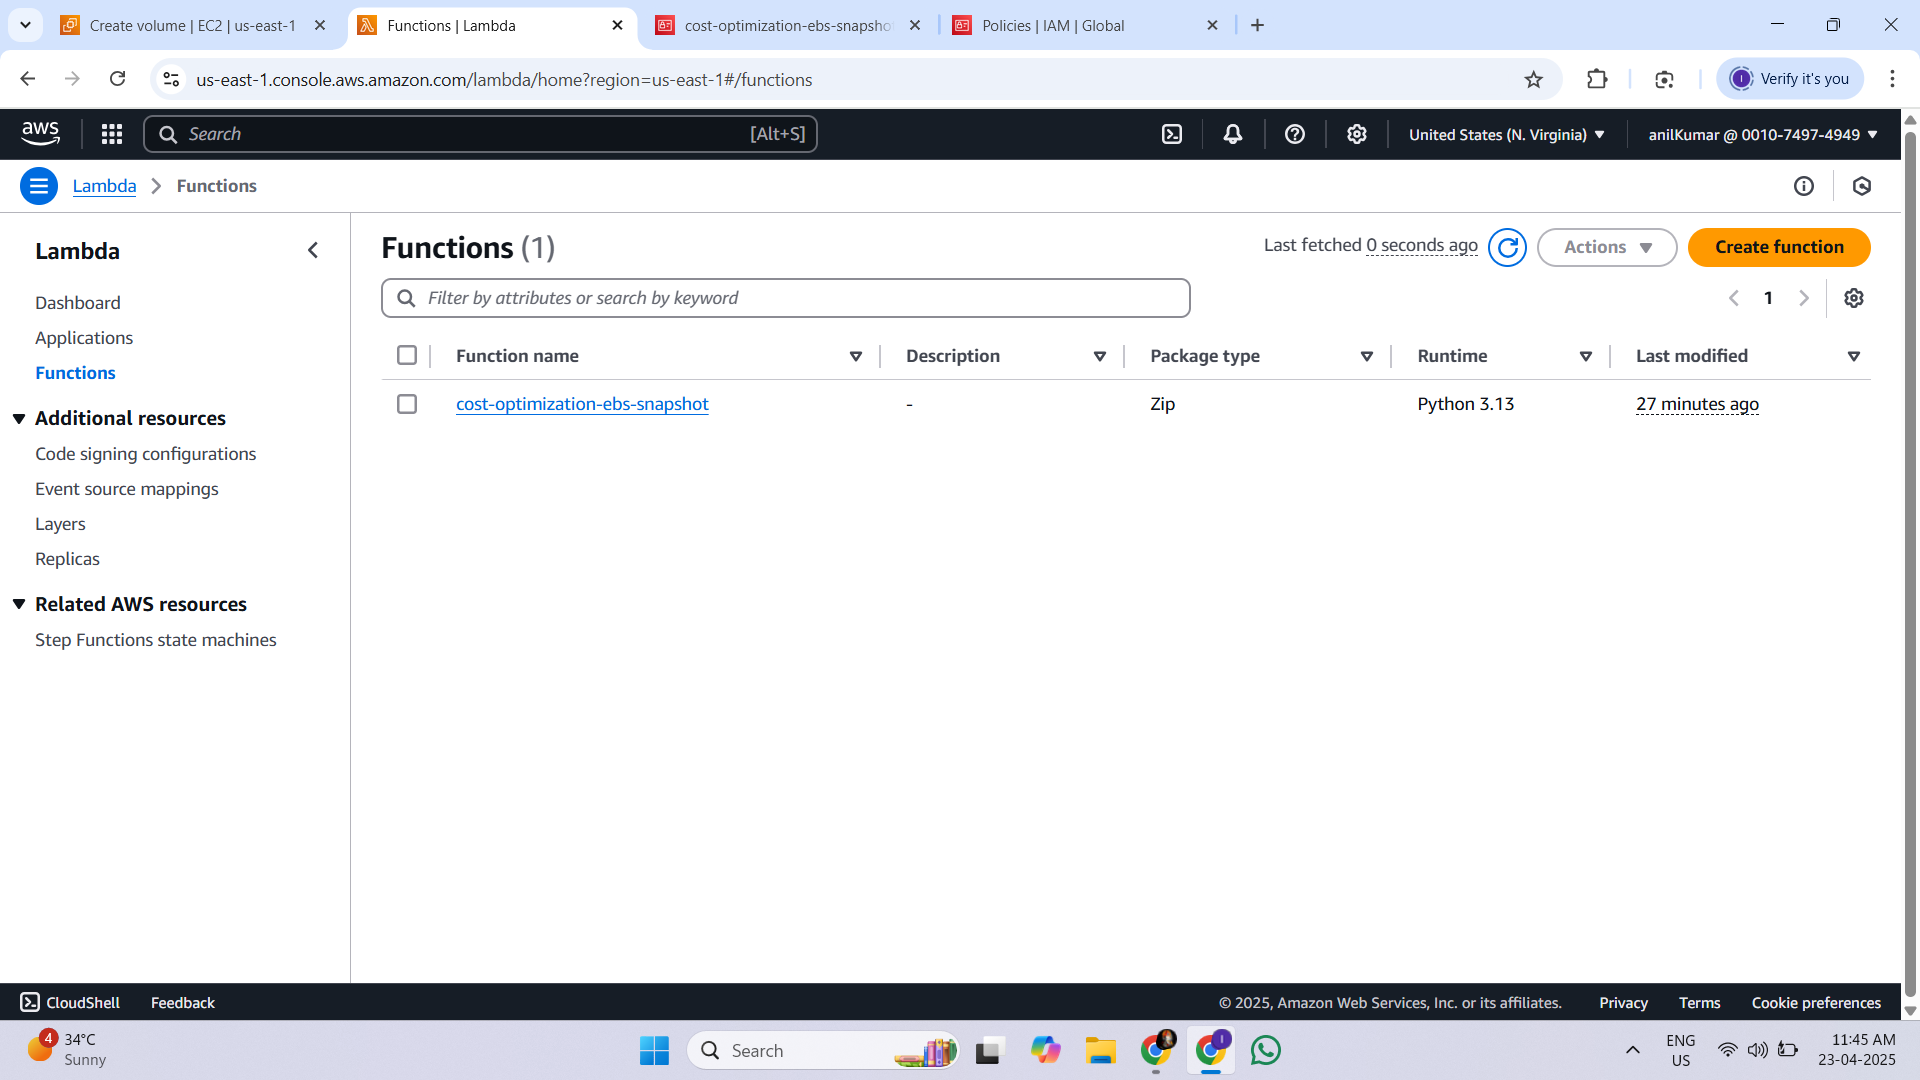 Create volume | EC2 | us-east-1
Functions | Lambda
cost-optimization-ebs-snapshot
Policies | IAM | Global
us-east-1.console.aws.amazon.com/lambda/home?region=us-east-1#/functions
Verify it's you
aws
Search
[Alt+S]
United States (N. Virginia)
anilKumar @ 0010-7497-4949
Lambda
Functions
Lambda
Dashboard
Applications
Functions
Additional resources
Code signing configurations
Event source mappings
Layers
Replicas
Related AWS resources
Step Functions state machines
Functions (1)
Last fetched 0 seconds ago
Actions
Create function
Filter by attributes or search by keyword
1
Function name
Description
Package type
Runtime
Last modified
cost-optimization-ebs-snapshot
-
Zip
Python 3.13
27 minutes ago
CloudShell
Feedback
© 2025, Amazon Web Services, Inc. or its affiliates.
Privacy
Terms
Cookie preferences
4
34°C
Sunny
Search
I
ENG
US
11:45 AM
23-04-2025